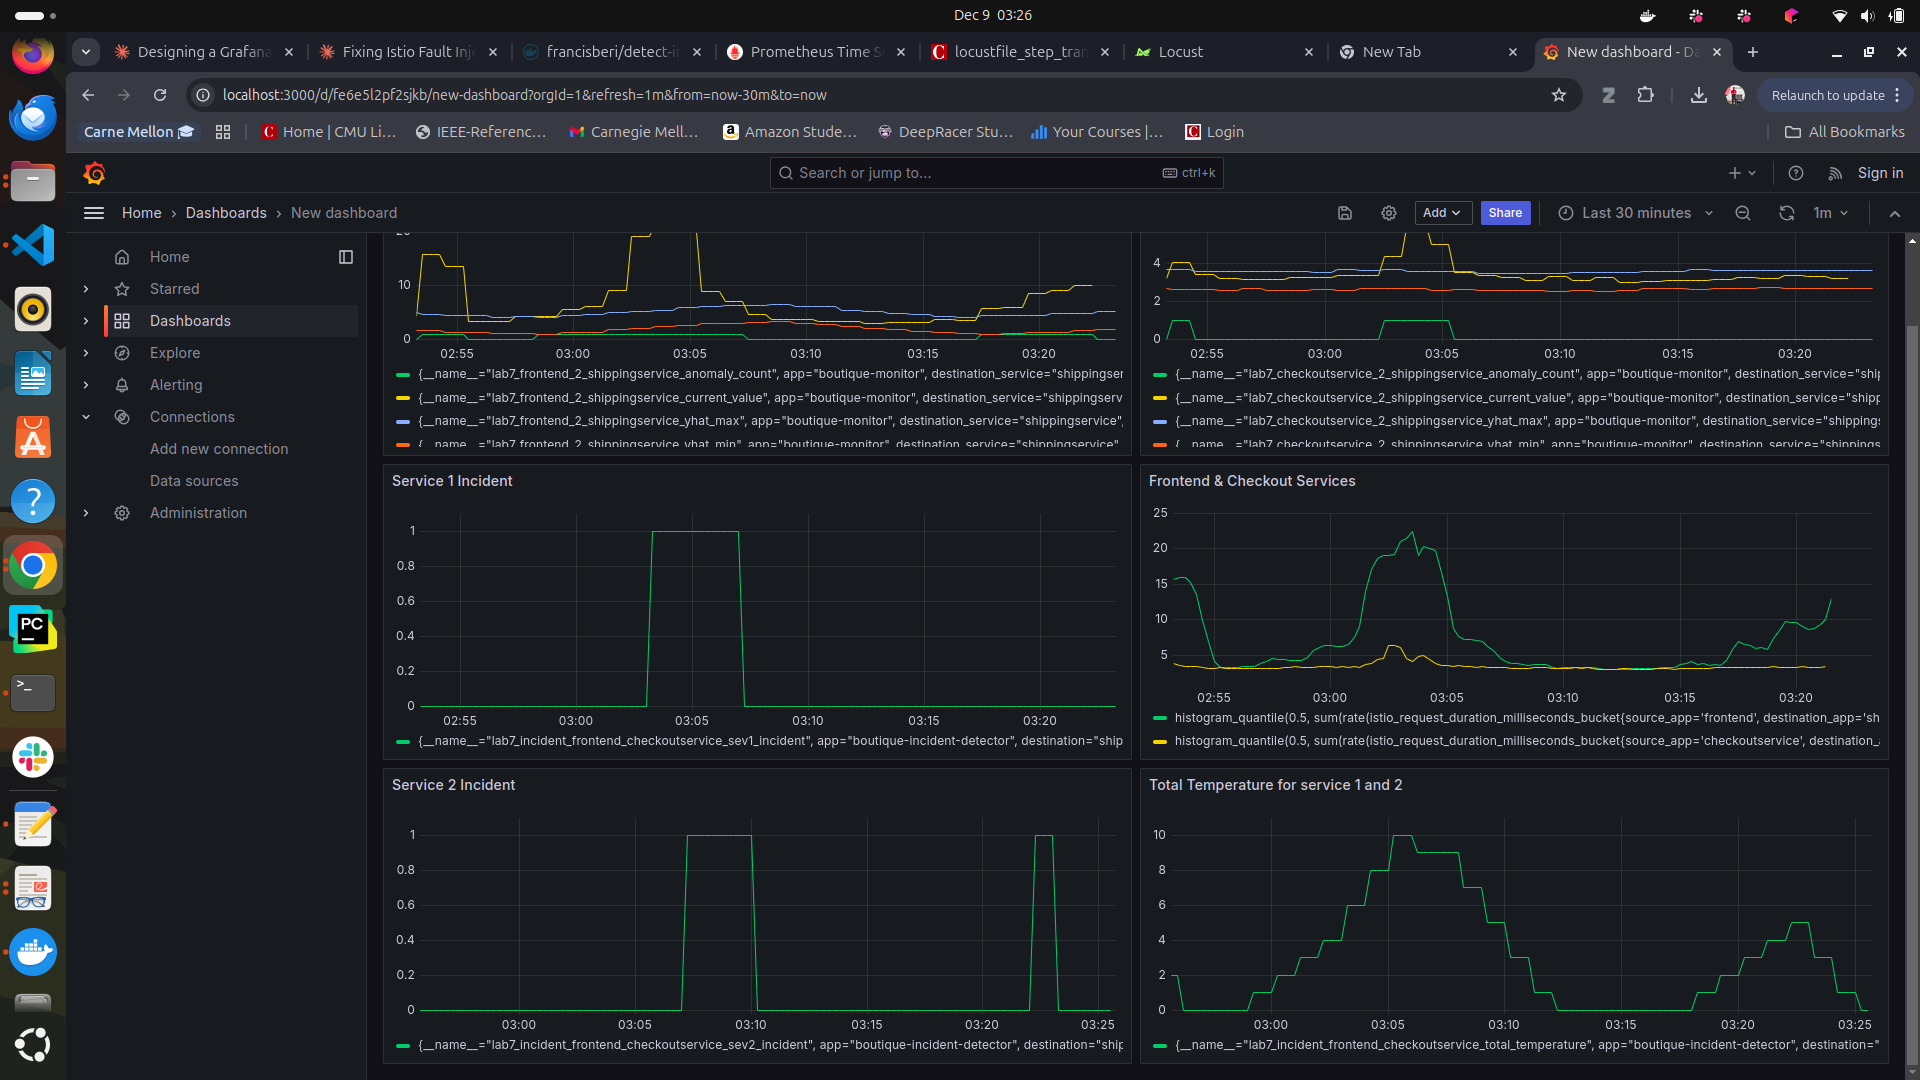 Dec 9 03:26
Designing a Grafana
Fixing Istio Fault Inje
francisberi/detect-i
Prometheus Time S
locustfile_step_tran
Locust
New Tab
New dashboard - Da
localhost:3000/d/fe6e5l2pf2sjkb/new-dashboard?orgId=1&refresh=1m&from=now-30m&to=now
Relaunch to update
Carne Mellon
Home | CMU Li...
IEEE-Referenc...
Carnegie Mell...
Amazon Stude...
DeepRacer Stu...
Your Courses |...
Login
All Bookmarks
Search or jump to...
ctrl+k
Sign in
Home › Dashboards › New dashboard
Add
Share
Last 30 minutes
1m
Home
Starred
Dashboards
Explore
Alerting
Connections
Add new connection
Data sources
Administration
20
10
0
02:55 03:00 03:05 03:10 03:15 03:20
{__name__="lab7_frontend_2_shippingservice_anomaly_count", app="boutique-monitor", destination_service="shippingser
{__name__="lab7_frontend_2_shippingservice_current_value", app="boutique-monitor", destination_service="shippingserv
{__name__="lab7_frontend_2_shippingservice_yhat_max", app="boutique-monitor", destination_service="shippingservice",
{__name__="lab7_frontend_2_shippingservice_yhat_min", app="boutique-monitor", destination_service="shippingservice",
4
2
0
02:55 03:00 03:05 03:10 03:15 03:20
{__name__="lab7_checkoutservice_2_shippingservice_anomaly_count", app="boutique-monitor", destination_service="ship
{__name__="lab7_checkoutservice_2_shippingservice_current_value", app="boutique-monitor", destination_service="shipp
{__name__="lab7_checkoutservice_2_shippingservice_yhat_max", app="boutique-monitor", destination_service="shippings
{__name__="lab7_checkoutservice_2_shippingservice_yhat_min", app="boutique-monitor", destination_service="shippings
Service 1 Incident
1
0.8
0.6
0.4
0.2
0
02:55 03:00 03:05 03:10 03:15 03:20
{__name__="lab7_incident_frontend_checkoutservice_sev1_incident", app="boutique-incident-detector", destination="ship
Frontend & Checkout Services
25
20
15
10
5
02:55 03:00 03:05 03:10 03:15 03:20
histogram_quantile(0.5, sum(rate(istio_request_duration_milliseconds_bucket{source_app='frontend', destination_app='sh
histogram_quantile(0.5, sum(rate(istio_request_duration_milliseconds_bucket{source_app='checkoutservice', destination_a
Service 2 Incident
1
0.8
0.6
0.4
0.2
0
03:00 03:05 03:10 03:15 03:20 03:25
{__name__="lab7_incident_frontend_checkoutservice_sev2_incident", app="boutique-incident-detector", destination="ship
Total Temperature for service 1 and 2
10
8
6
4
2
0
03:00 03:05 03:10 03:15 03:20 03:25
{__name__="lab7_incident_frontend_checkoutservice_total_temperature", app="boutique-incident-detector", destination="
PC